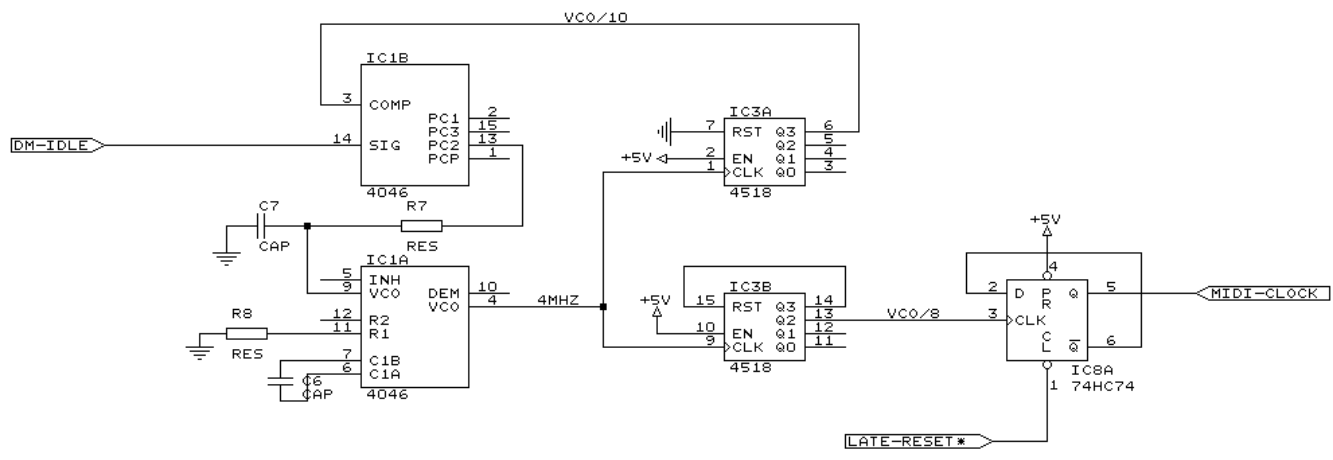 VCO/10
IC1B
3 COMP
PC1 2
PC3 15
14 SIG PC2 13
PCP 1
4046
DM-IDLE
IC3A
7 RST Q3 6
Q2 5
+5V 2 EN Q1 4
1 CLK Q0 3
4518
C7
CAP
R7
RES
IC1A
5 INH DEM 10
9 VCO VCO 4
4MHZ
12 R2
11 R1
7 C1B
6 C1A
4046
R8
RES
C6
CAP
IC3B
+5V
15 RST Q3 14
Q2 13
10 EN Q1 12
9 CLK Q0 11
4518
VCO/8
+5V
4
2 D PR Q 5
3 CLK
CL Q 6
1
IC8A
74HC74
MIDI-CLOCK
LATE-RESET*